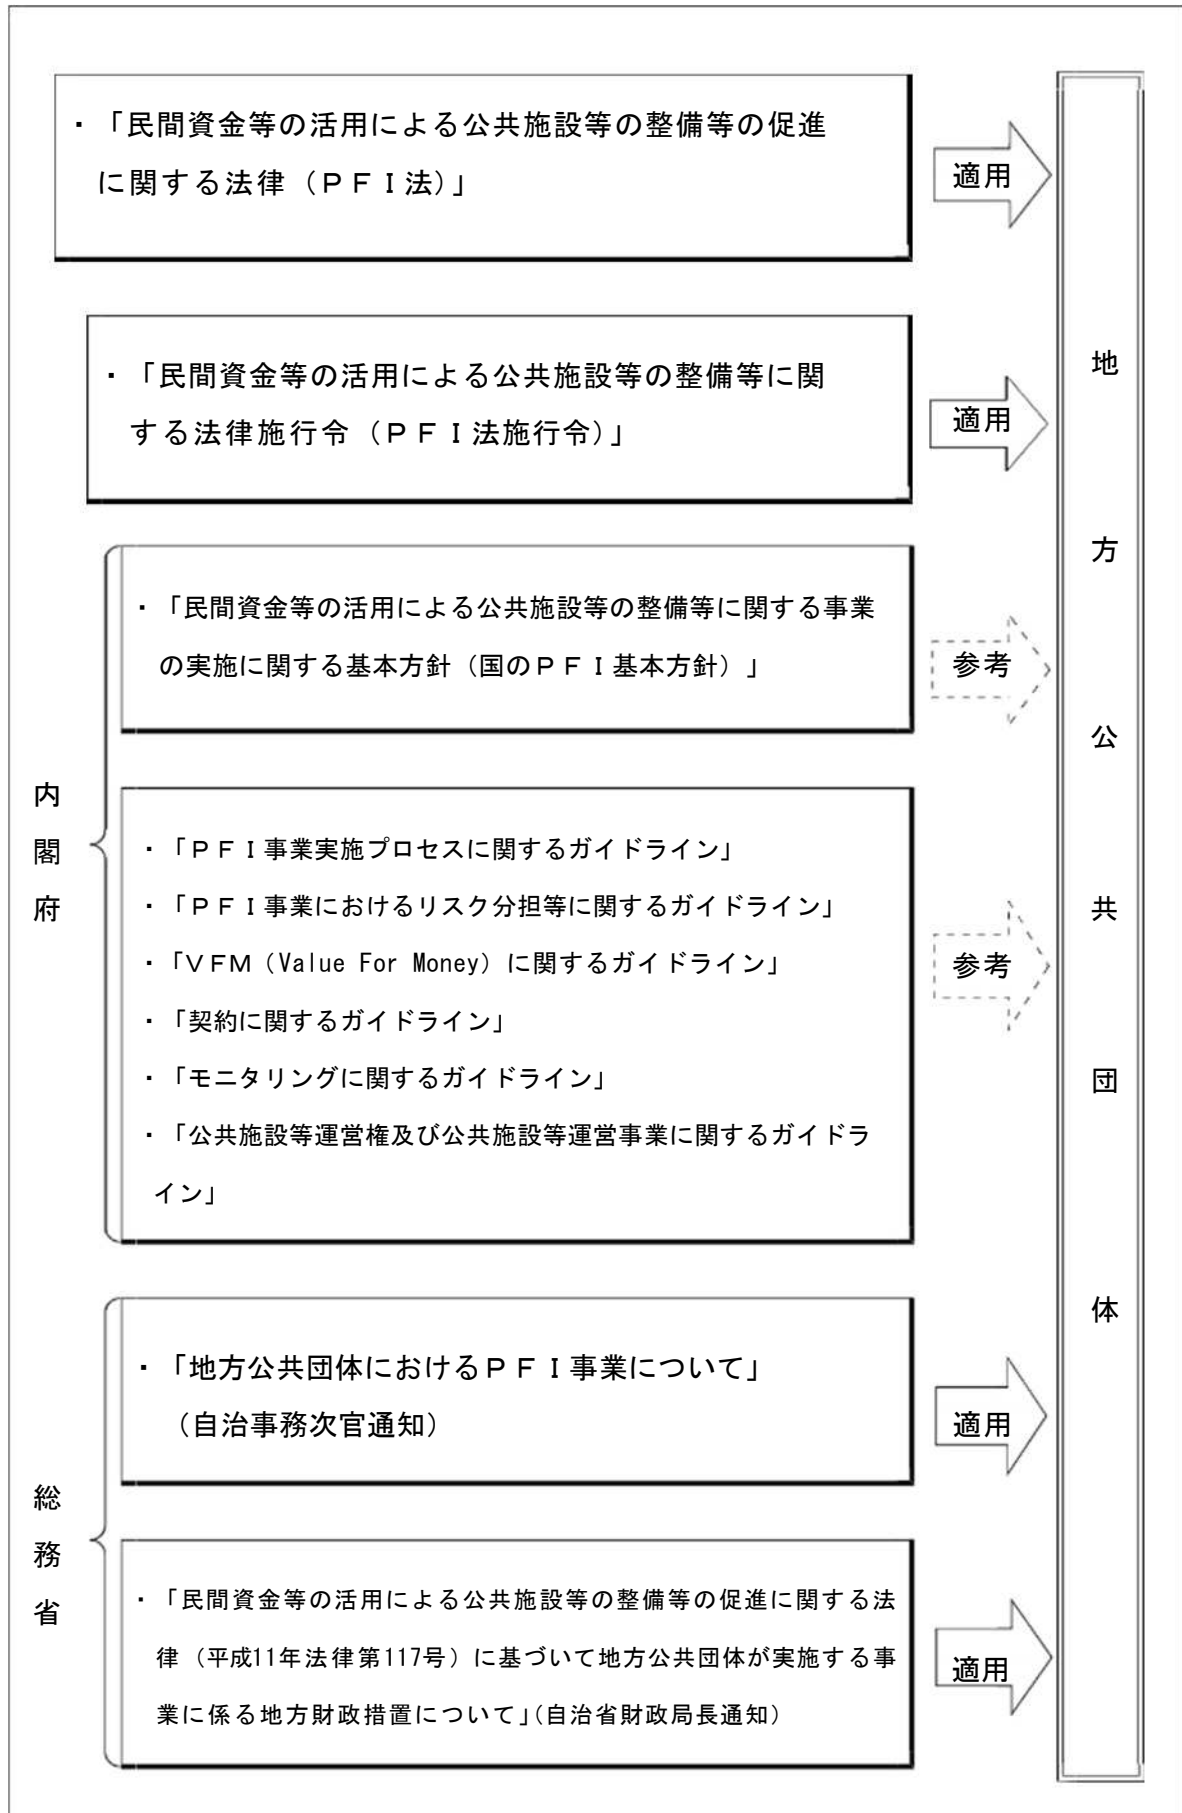 ・「民間資金等の活用による公共施設等の整備等の促進
に関する法律（ＰＦＩ法）」
適用
・「民間資金等の活用による公共施設等の整備等に関
する法律施行令（ＰＦＩ法施行令）」
適用
内閣府
・「民間資金等の活用による公共施設等の整備等に関する事業
の実施に関する基本方針（国のＰＦＩ基本方針）」
参考
・「ＰＦＩ事業実施プロセスに関するガイドライン」
・「ＰＦＩ事業におけるリスク分担等に関するガイドライン」
・「ＶＦＭ（Value For Money）に関するガイドライン」
・「契約に関するガイドライン」
・「モニタリングに関するガイドライン」
・「公共施設等運営権及び公共施設等運営事業に関するガイドラ
イン」
参考
総務省
・「地方公共団体におけるＰＦＩ事業について」
（自治事務次官通知）
適用
・「民間資金等の活用による公共施設等の整備等の促進に関する法
律（平成11年法律第117号）に基づいて地方公共団体が実施する事
業に係る地方財政措置について」（自治省財政局長通知）
適用
地方公共団体